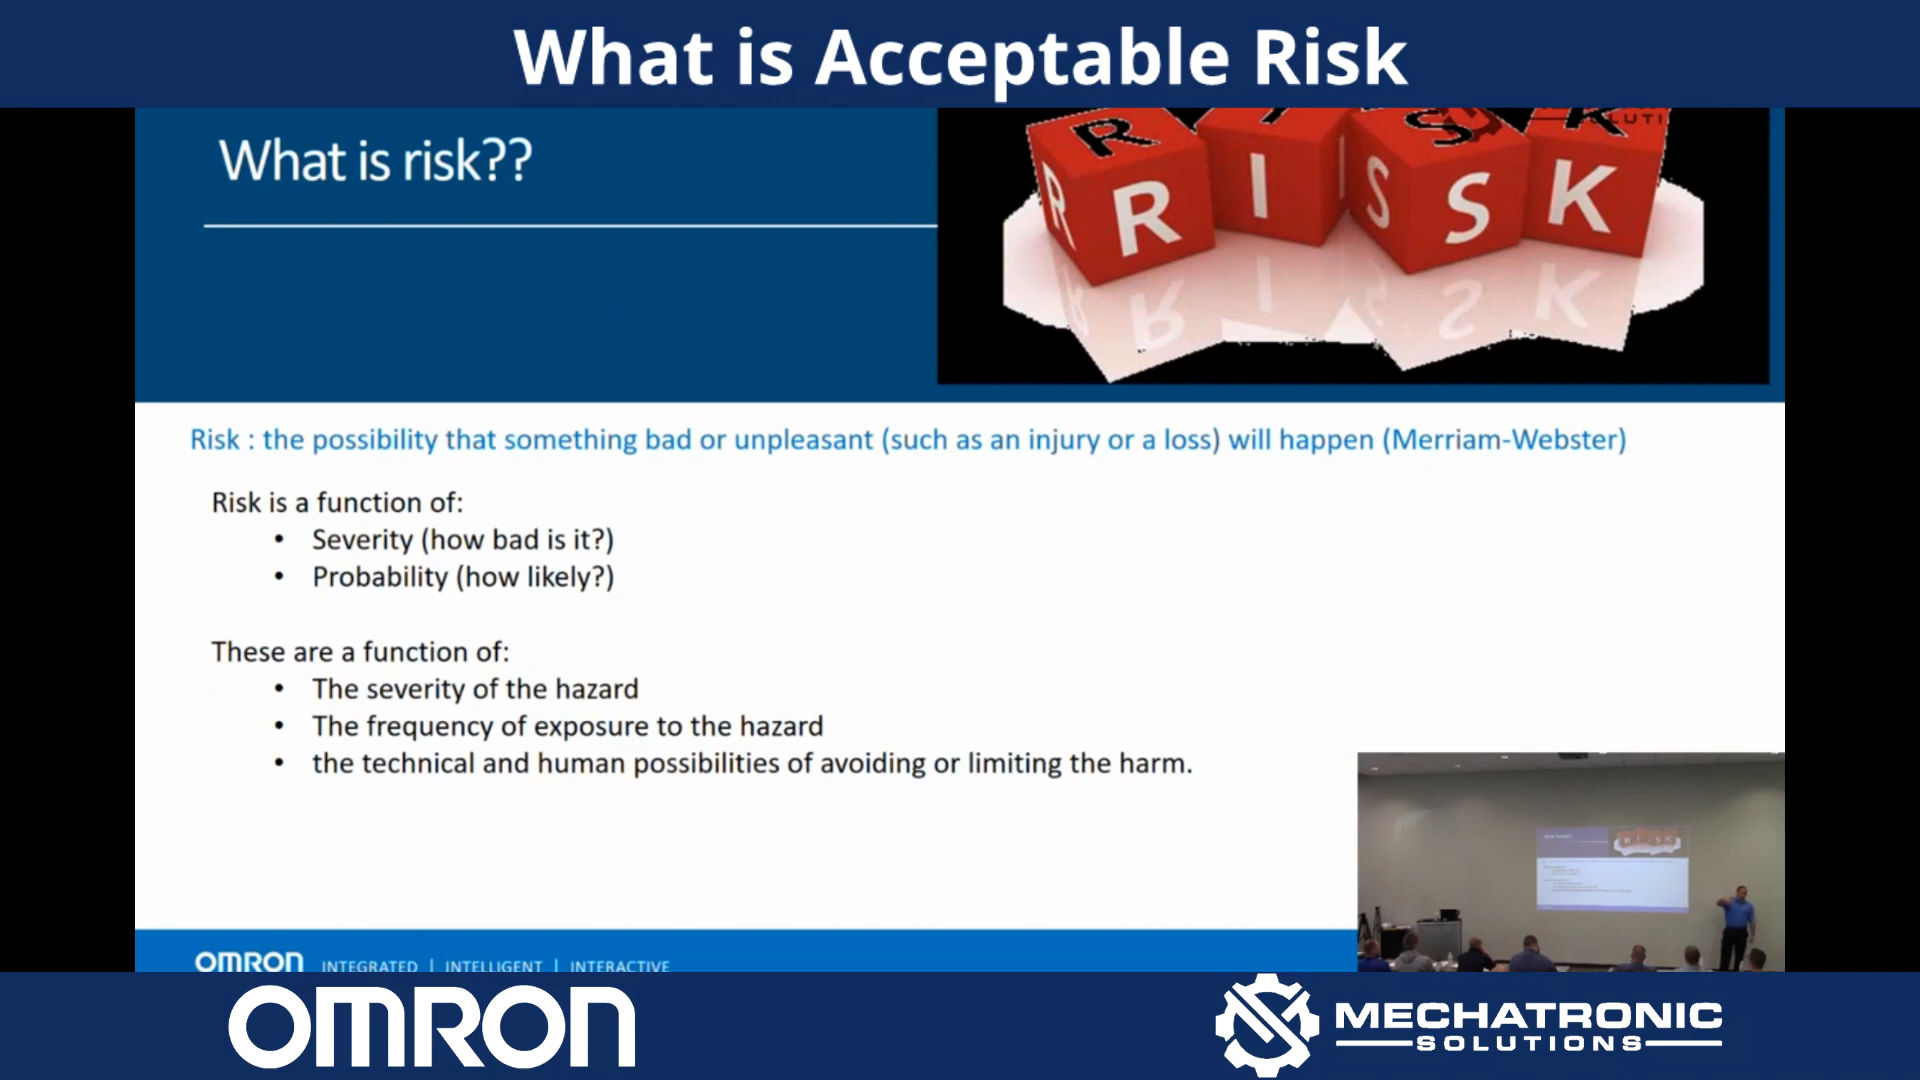 What is Acceptable Risk
What is risk??
R I S K
R R I S S K
Risk : the possibility that something bad or unpleasant (such as an injury or a loss) will happen (Merriam-Webster)
Risk is a function of:
• Severity (how bad is it?)
• Probability (how likely?)
These are a function of:
• The severity of the hazard
• The frequency of exposure to the hazard
• the technical and human possibilities of avoiding or limiting the harm.
OMRON INTEGRATED | INTELLIGENT | INTERACTIVE
OMRON
MECHATRONIC
SOLUTIONS